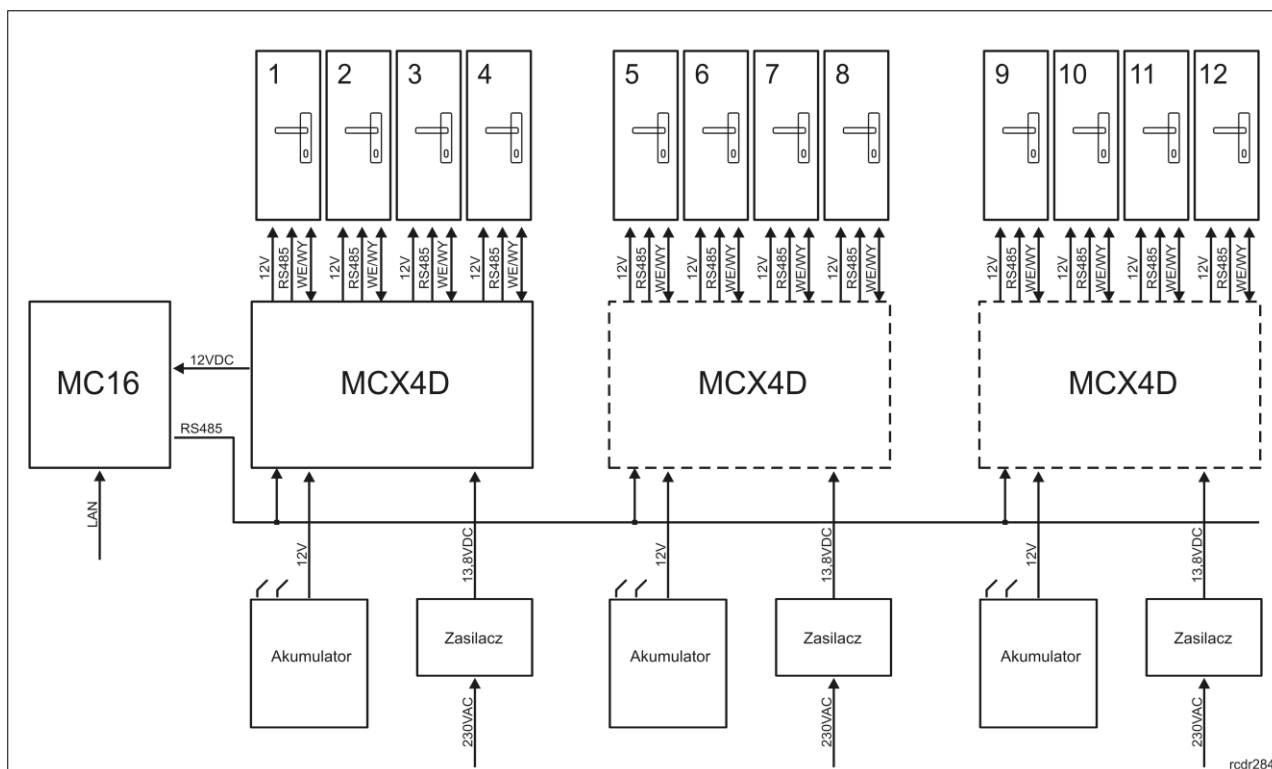 1 2 3 4 5 6 7 8 9 10 11 12
12V RS485 WE/WY 12V RS485 WE/WY 12V RS485 WE/WY 12V RS485 WE/WY 12V RS485 WE/WY 12V RS485 WE/WY 12V RS485 WE/WY 12V RS485 WE/WY 12V RS485 WE/WY 12V RS485 WE/WY 12V RS485 WE/WY 12V RS485 WE/WY
MC16 12VDC MCX4D MCX4D MCX4D
RS485
LAN
12V 13,8VDC 12V 13,8VDC 12V 13,8VDC
Akumulator Zasilacz Akumulator Zasilacz Akumulator Zasilacz
230VAC 230VAC 230VAC
rcdr284